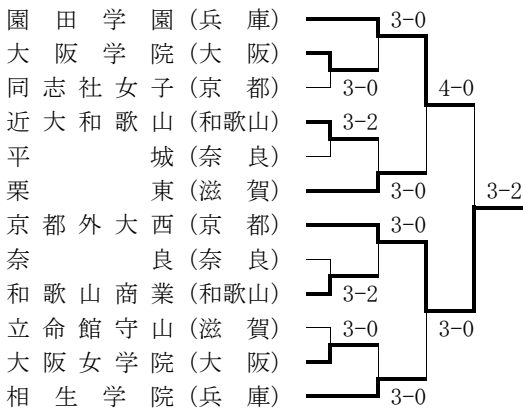 園田学園(兵庫) 3-0
大阪学院(大阪)
同志社女子(京都) 3-0 4-0
近大和歌山(和歌山) 3-2
平城(奈良)
栗東(滋賀) 3-0 3-2
京都外大西(京都) 3-0
奈良(奈良)
和歌山商業(和歌山) 3-2
立命館守山(滋賀) 3-0 3-0
大阪女学院(大阪)
相生学院(兵庫) 3-0